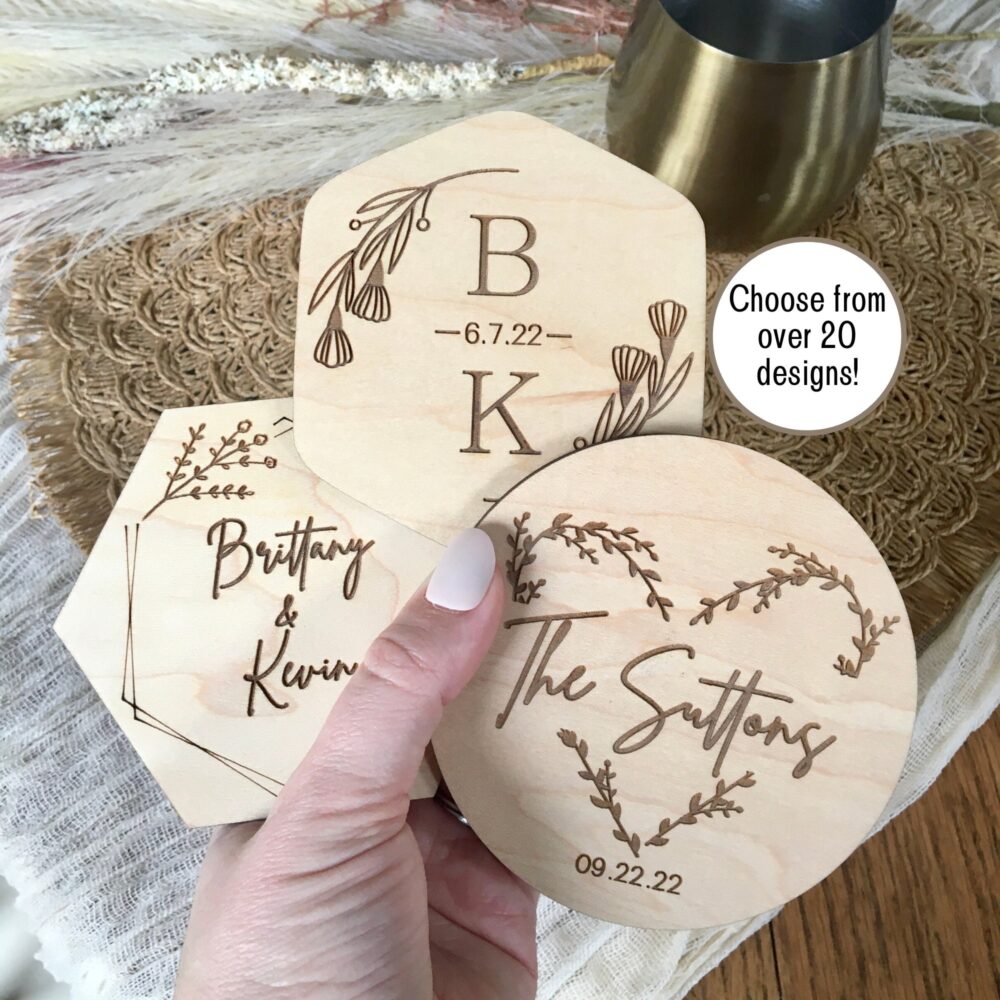 B
—6.7.22—
K
Choose from
over 20
designs!
Brittany
&
Kevin
The Suttons
09.22.22